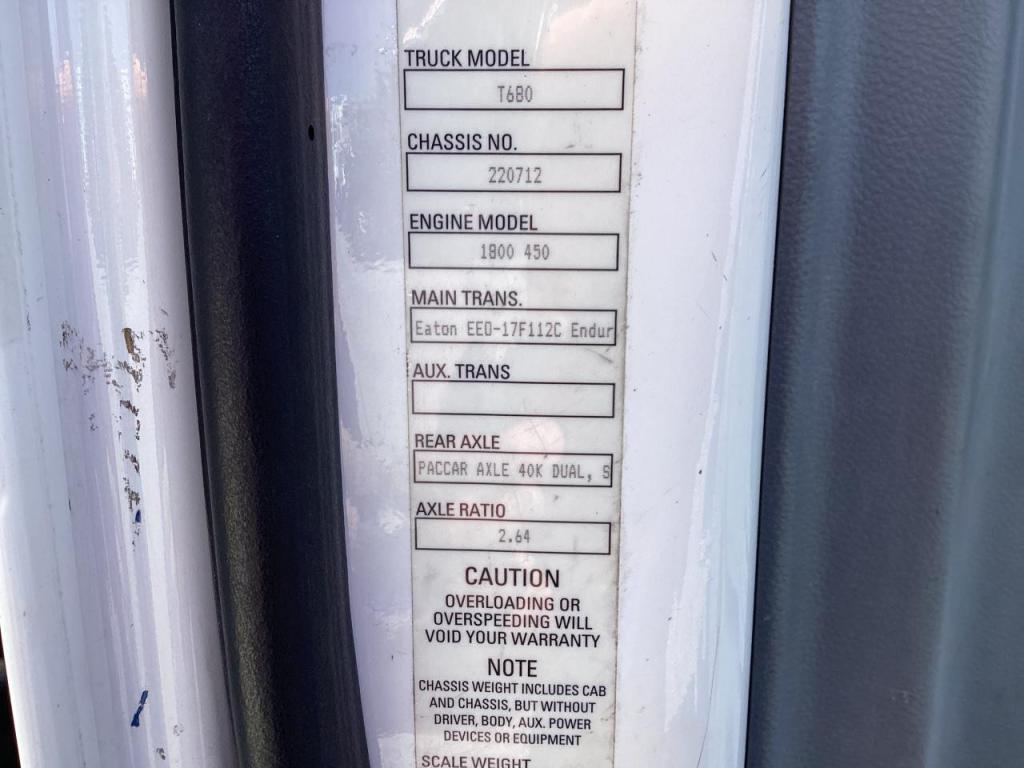 TRUCK MODEL
T680
CHASSIS NO.
220712
ENGINE MODEL
1800 450
MAIN TRANS.
Eaton EEO-17F112C Endur
AUX. TRANS
REAR AXLE
PACCAR AXLE 40K DUAL, S
AXLE RATIO
2.64
CAUTION
OVERLOADING OR
OVERSPEEDING WILL
VOID YOUR WARRANTY
NOTE
CHASSIS WEIGHT INCLUDES CAB
AND CHASSIS, BUT WITHOUT
DRIVER, BODY, AUX. POWER
DEVICES OR EQUIPMENT
SCALE WEIGHT